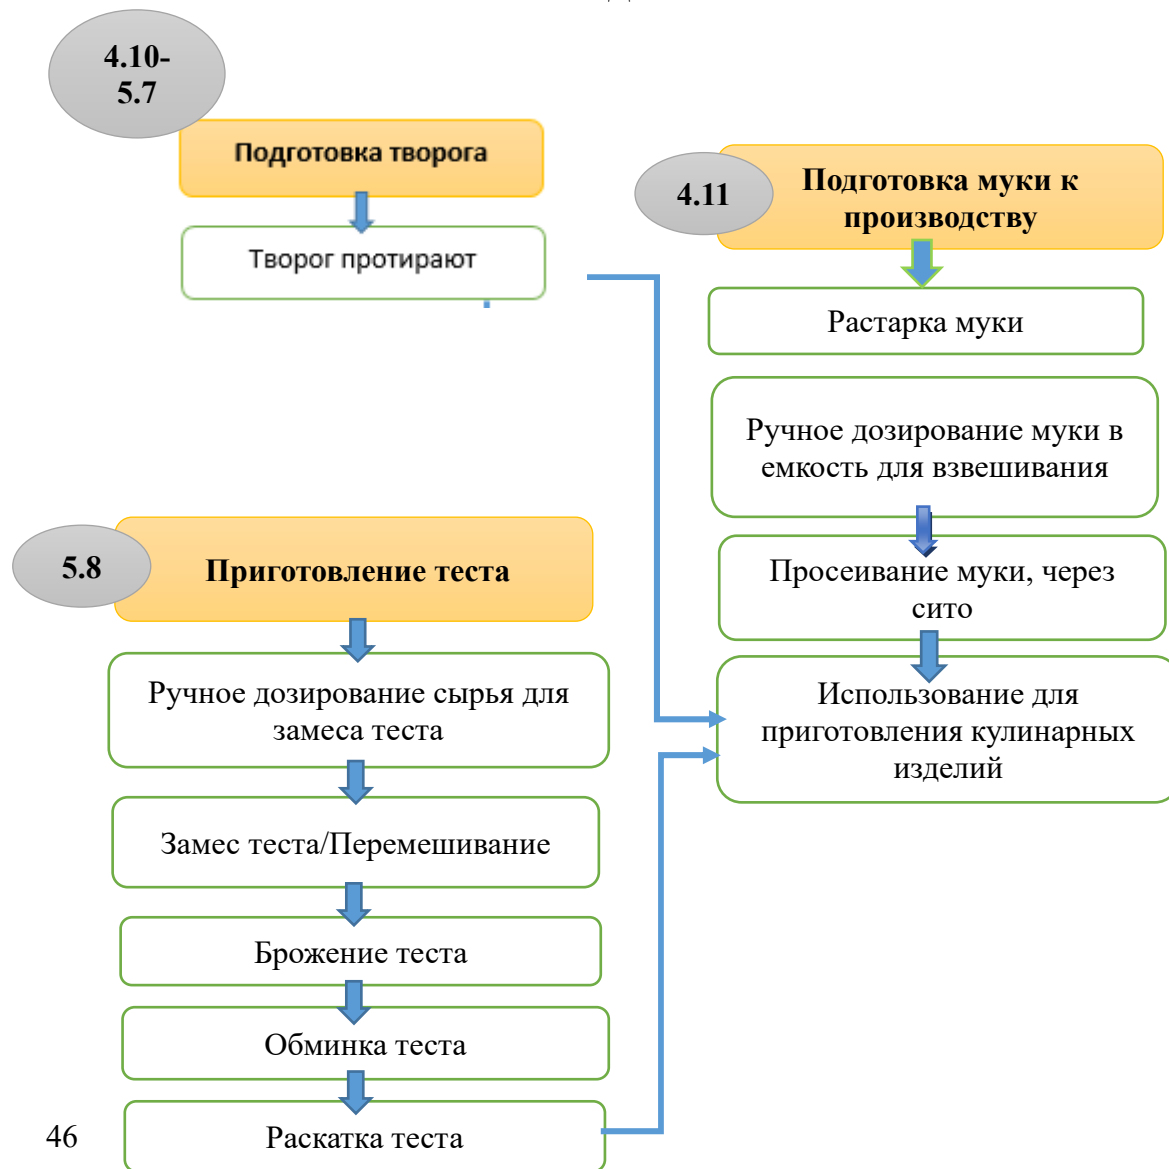 4.10-
5.7
Подготовка творога
Творог протирают
4.11
Подготовка муки к
производству
Растарка муки
Ручное дозирование муки в
емкость для взвешивания
Просеивание муки, через
сито
Использование для
приготовления кулинарных
изделий
5.8
Приготовление теста
Ручное дозирование сырья для
замеса теста
Замес теста/Перемешивание
Брожение теста
Обминка теста
Раскатка теста
46